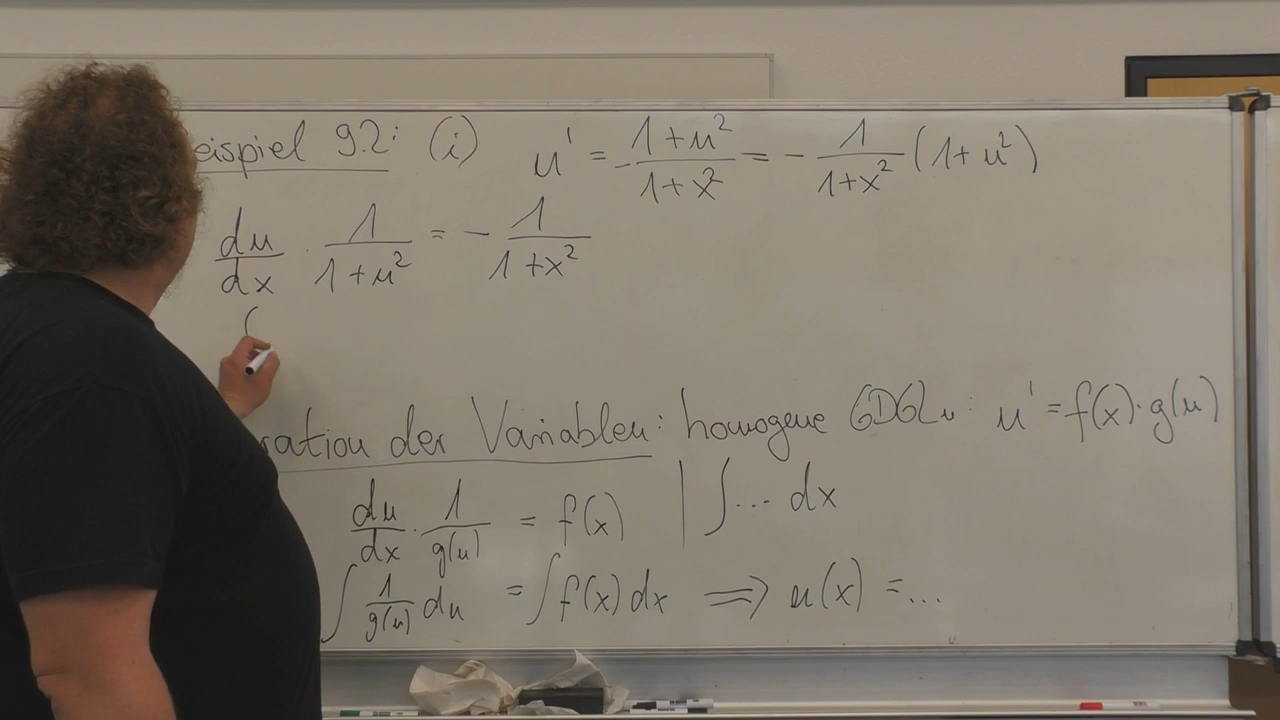 eispiel 9.2: (i) u' = - (1+u²)/(1+x²) = - 1/(1+x²) (1+u²)
du/dx · 1/(1+u²) = - 1/(1+x²)
ration der Variablen: homogene GDGLn: u' = f(x)·g(u)
du/dx · 1/g(u) = f(x) | ∫... dx
∫ 1/g(u) du = ∫ f(x) dx ⟹ u(x) = ...